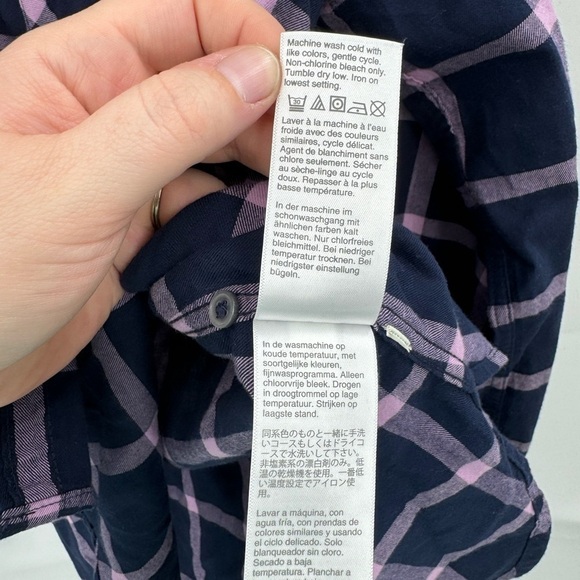 Machine wash cold with
like colors, gentle cycle.
Non-chlorine bleach only.
Tumble dry low. Iron on
lowest setting.
30
Laver à la machine à l'eau
froide avec des couleurs
similaires, cycle délicat.
Agent de blanchiment sans
chlore seulement. Sécher
au sèche-linge au cycle
doux. Repasser à la plus
basse température.
In der maschine im
schonwaschgang mit
ähnlichen farben kalt
waschen. Nur chlorfreies
bleichmittel. Bei niedriger
temperatur trocknen. Bei
niedrigster einstellung
bügeln.
In de wasmachine op
koude temperatuur, met
soortgelijke kleuren,
fijnwasprogramma. Alleen
chloorvrije bleek. Drogen
in droogtrommel op lage
temperatuur. Strijken op
laagste stand.
同系色のものと一緒に手洗
いコースもしくはドライコー
スで水洗いして下さい。
非塩素系の漂白剤のみ。低
温の乾燥機を使用。一番低
い温度設定でアイロン使
用。
Lavar a máquina, con
agua fría, con prendas de
colores similares y usando
el ciclo delicado. Solo
blanqueador sin cloro.
Secado a baja
temperatura. Planchar a